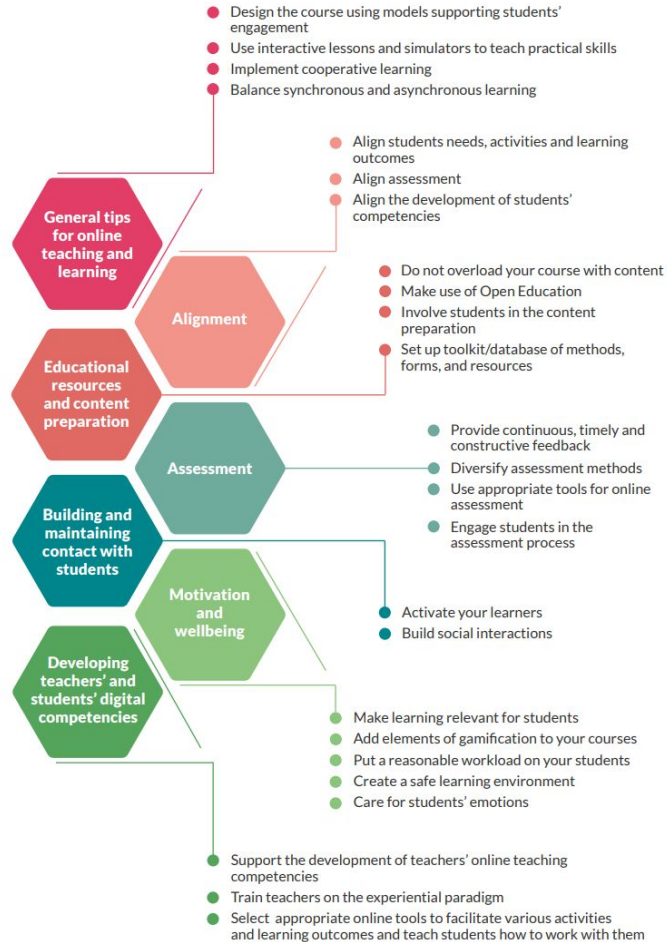 Design the course using models supporting students'
engagement
Use interactive lessons and simulators to teach practical skills
Implement cooperative learning
Balance synchronous and asynchronous learning
General tips
for online
teaching and
learning
Align students needs, activities and learning
outcomes
Align assessment
Align the development of students'
competencies
Alignment
Do not overload your course with content
Make use of Open Education
Involve students in the content
preparation
Set up toolkit/database of methods,
forms, and resources
Educational
resources
and content
preparation
Assessment
Provide continuous, timely and
constructive feedback
Diversify assessment methods
Use appropriate tools for online
assessment
Engage students in the
assessment process
Building and
maintaining
contact with
students
Activate your learners
Build social interactions
Motivation
and
wellbeing
Make learning relevant for students
Add elements of gamification to your courses
Put a reasonable workload on your students
Create a safe learning environment
Care for students' emotions
Developing
teachers' and
students' digital
competencies
Support the development of teachers' online teaching
competencies
Train teachers on the experiential paradigm
Select appropriate online tools to facilitate various activities
and learning outcomes and teach students how to work with them